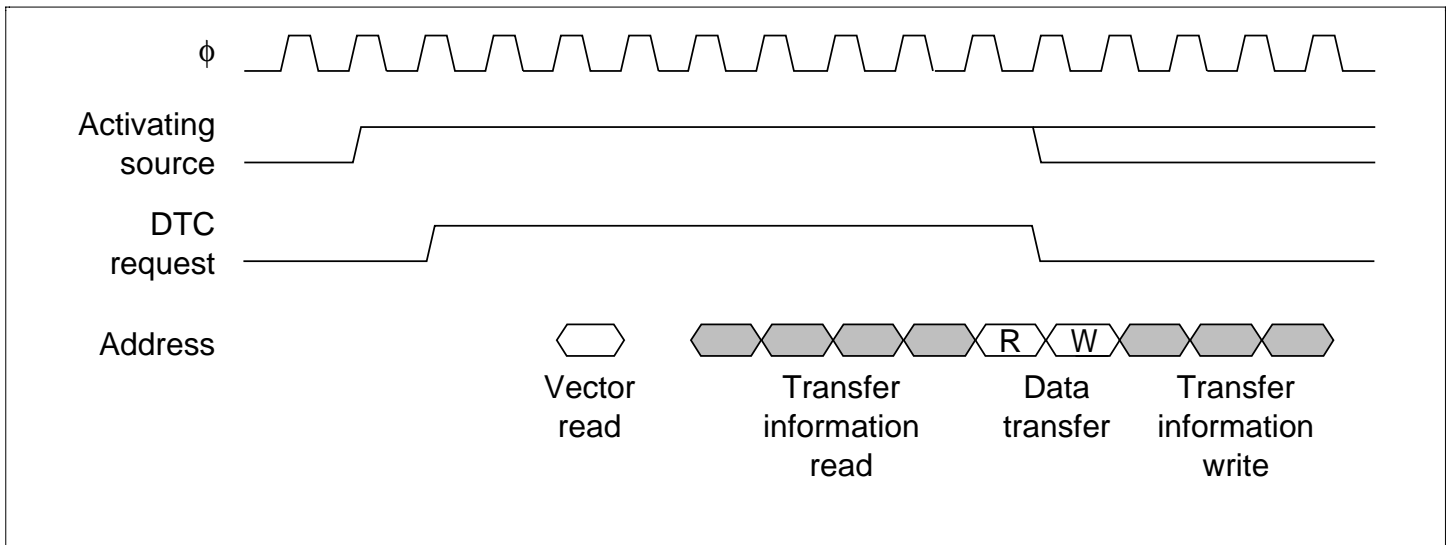 ϕ
Activating
source
DTC
request
Address
R W
Vector
read
Transfer
information
read
Data
transfer
Transfer
information
write